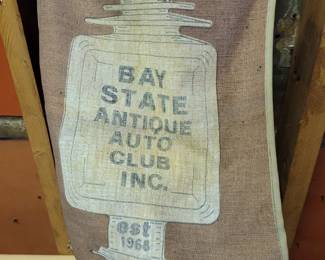 BAY
STATE
ANTIQUE
AUTO
CLUB
INC.
est
1968